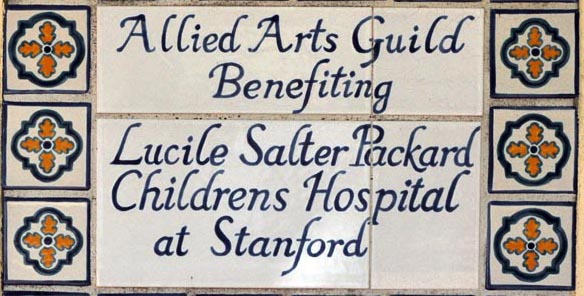 Allied Arts Guild
Benefiting
Lucile Salter Packard
Childrens Hospital
at Stanford